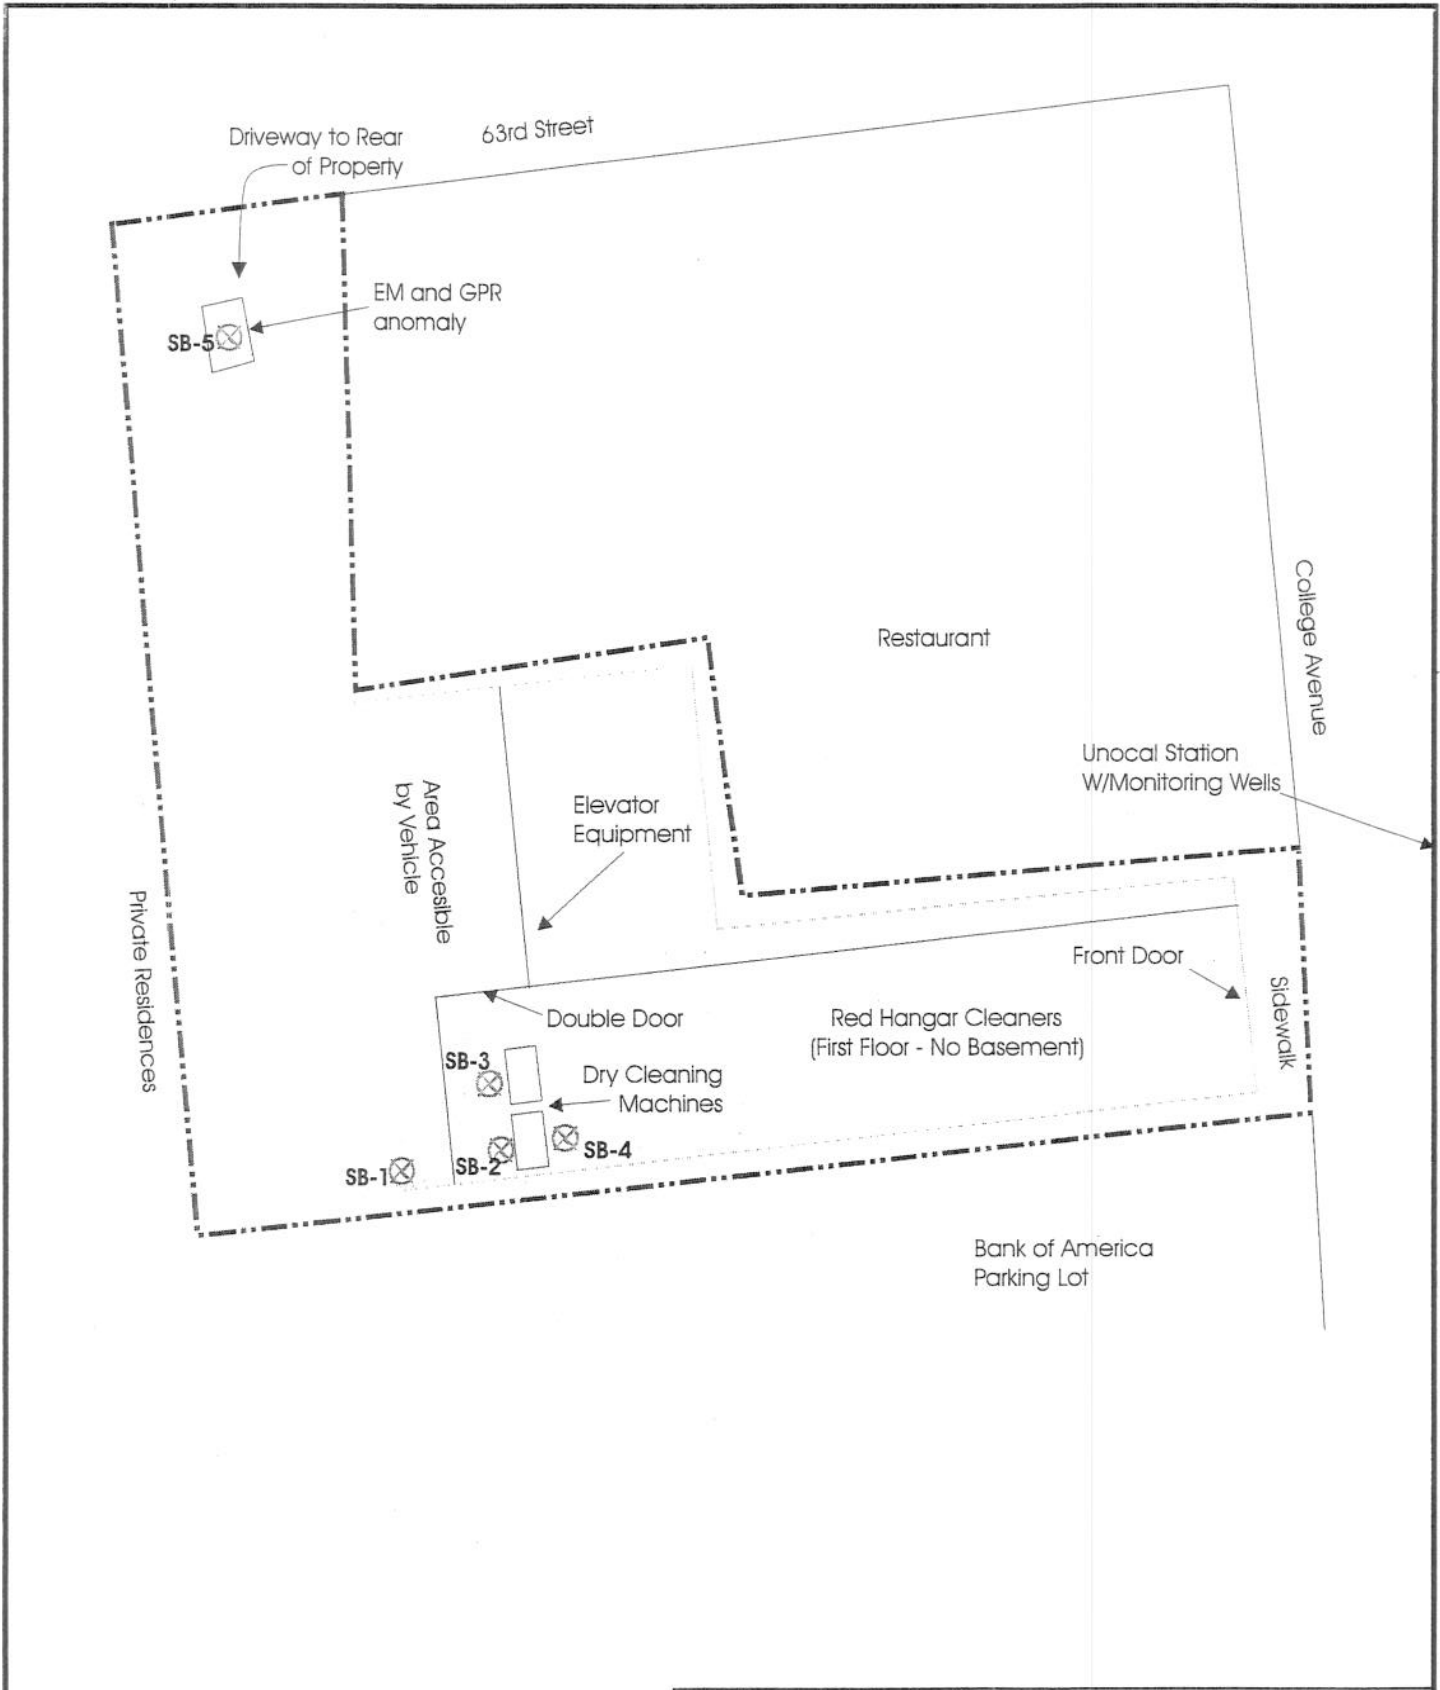 63rd Street
Driveway to Rear
of Property
EM and GPR
anomaly
SB-5
Restaurant
College Avenue
Unocal Station
W/Monitoring Wells
Elevator
Equipment
Area Accesible
by Vehicle
Private Residences
Front Door
Sidewalk
Double Door
Red Hangar Cleaners
(First Floor - No Basement)
SB-3
Dry Cleaning
Machines
SB-4
SB-2
SB-1
Bank of America
Parking Lot